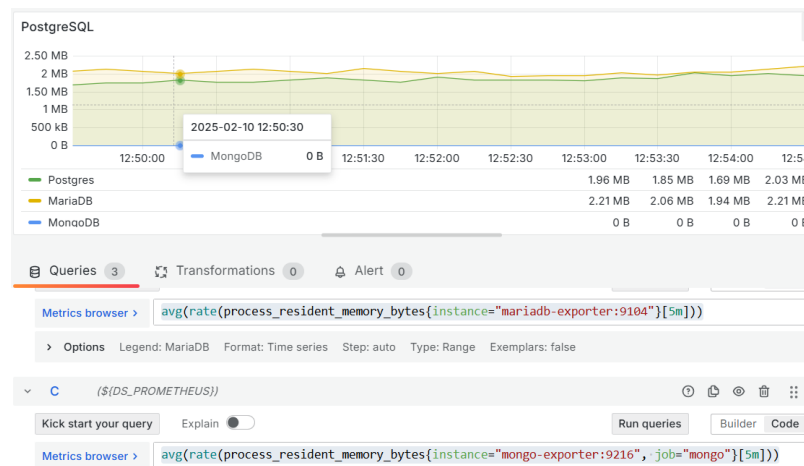 PostgreSQL
2.50 MB
2 MB
1.50 MB
1 MB
500 kB
0 B
2025-02-10 12:50:30
MongoDB 0 B
12:50:00 12:51:30 12:52:00 12:52:30 12:53:00 12:53:30 12:54:00 12:5
Postgres 1.96 MB 1.85 MB 1.69 MB 2.03 MB
MariaDB 2.21 MB 2.06 MB 1.94 MB 2.21 MB
MongoDB 0 B 0 B 0 B 0 B
Queries 3 Transformations 0 Alert 0
Metrics browser > avg(rate(process_resident_memory_bytes{instance="mariadb-exporter:9104"}[5m]))
> Options Legend: MariaDB Format: Time series Step: auto Type: Range Exemplars: false
C (${DS_PROMETHEUS})
Kick start your query Explain Run queries Builder Code
Metrics browser > avg(rate(process_resident_memory_bytes{instance="mongo-exporter:9216", job="mongo"}[5m]))